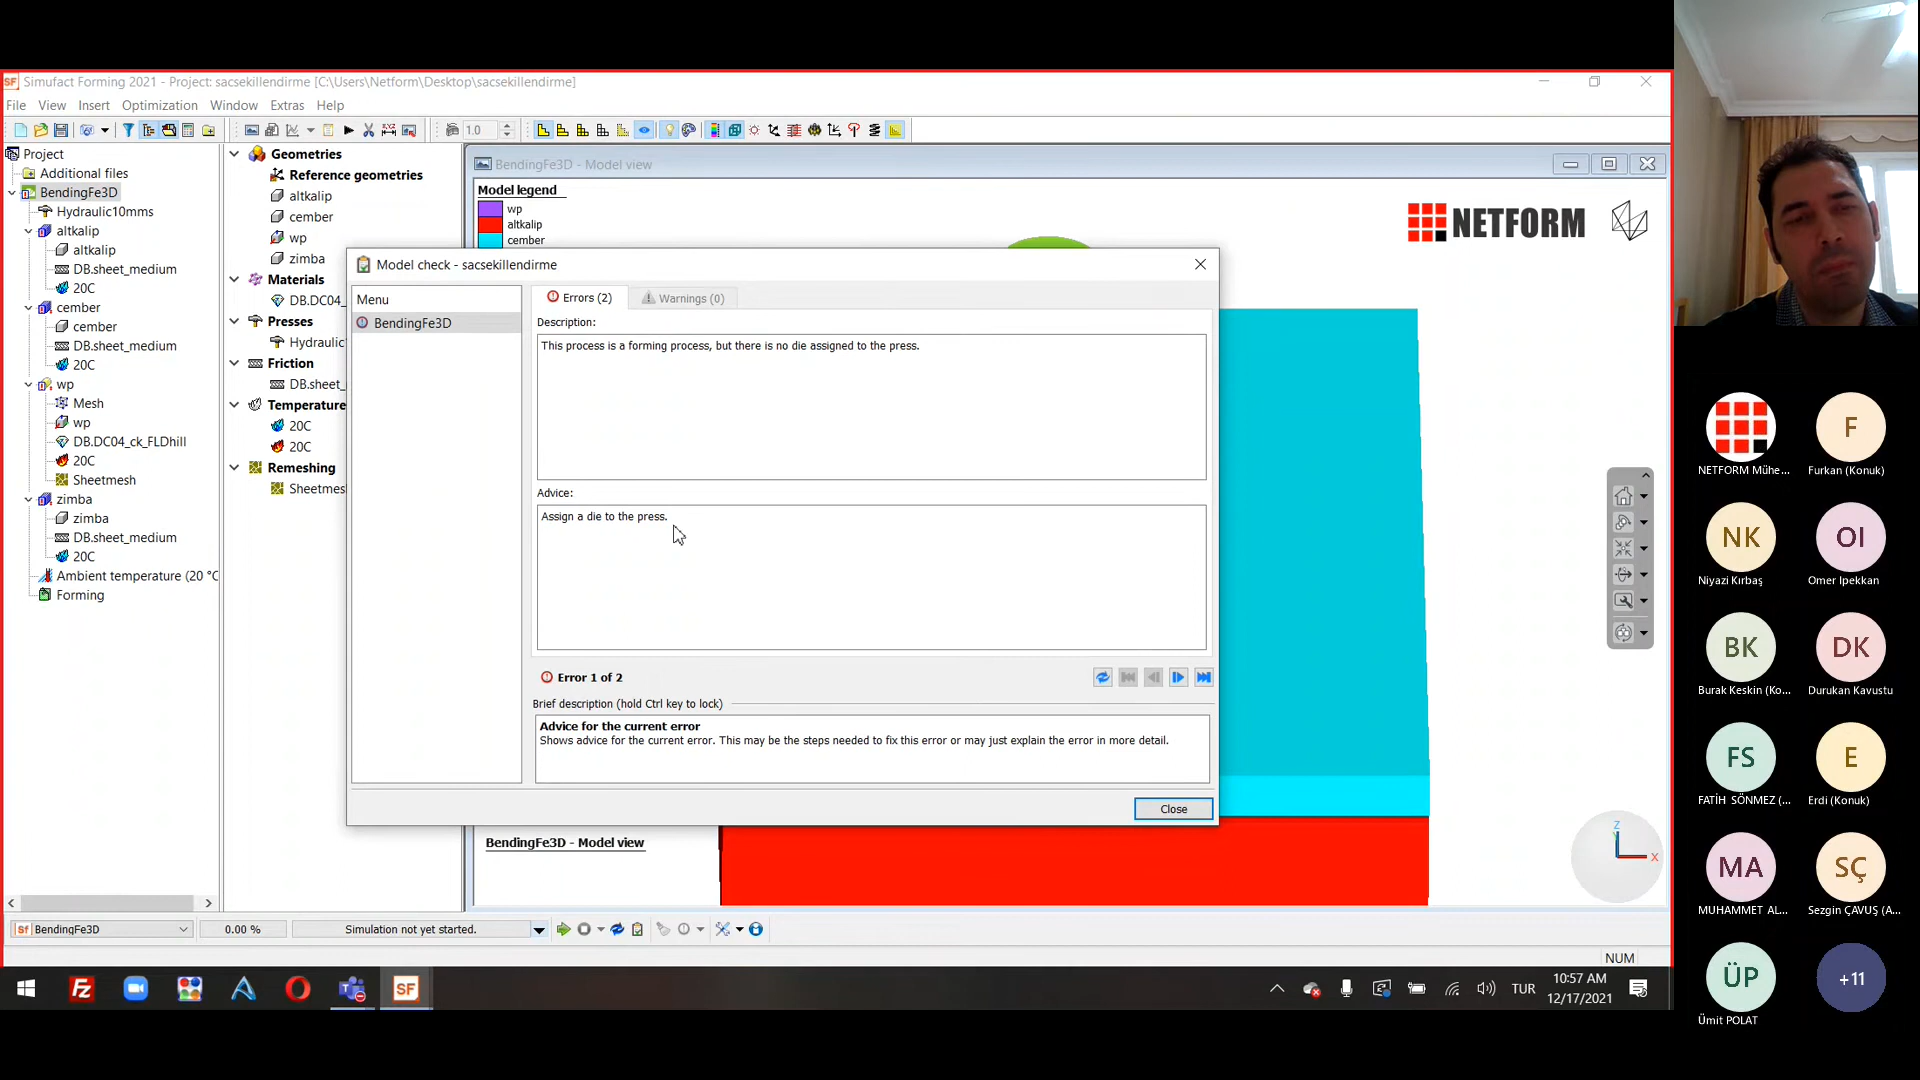 Simufact Forming 2021 - Project: sacsekillendirme [C:\Users\Netform\Desktop\sacsekillendirme]
File View Insert Optimization Window Extras Help
1.0
Project
Additional files
BendingFe3D
Hydraulic10mms
altkalip
altkalip
DB.sheet_medium
20C
cember
cember
DB.sheet_medium
20C
wp
Mesh
wp
DB.DC04_ck_FLDhill
20C
Sheetmesh
zimba
zimba
DB.sheet_medium
20C
Ambient temperature (20 °C
Forming
Geometries
Reference geometries
altkalip
cember
wp
zimba
Materials
DB.DC04_
Presses
Hydraulic
Friction
DB.sheet_
Temperature
20C
20C
Remeshing
Sheetmes
BendingFe3D - Model view
Model legend
wp
altkalip
cember
NETFORM
Model check - sacsekillendirme
Menu
BendingFe3D
Errors (2)
Warnings (0)
Description:
This process is a forming process, but there is no die assigned to the press.
Advice:
Assign a die to the press.
Error 1 of 2
Brief description (hold Ctrl key to lock)
Advice for the current error
Shows advice for the current error. This may be the steps needed to fix this error or may just explain the error in more detail.
Close
BendingFe3D - Model view
Z
X
BendingFe3D
0.00 %
Simulation not yet started.
NUM
TUR
10:57 AM
12/17/2021
NETFORM Mühe...
F
Furkan (Konuk)
NK
Niyazi Kırbaş
OI
Omer Ipekkan
BK
Burak Keskin (Ko...
DK
Durukan Kavustu
FS
FATİH SÖNMEZ (...
E
Erdi (Konuk)
MA
MUHAMMET AL...
SÇ
Sezgin ÇAVUŞ (A...
ÜP
Ümit POLAT
+11